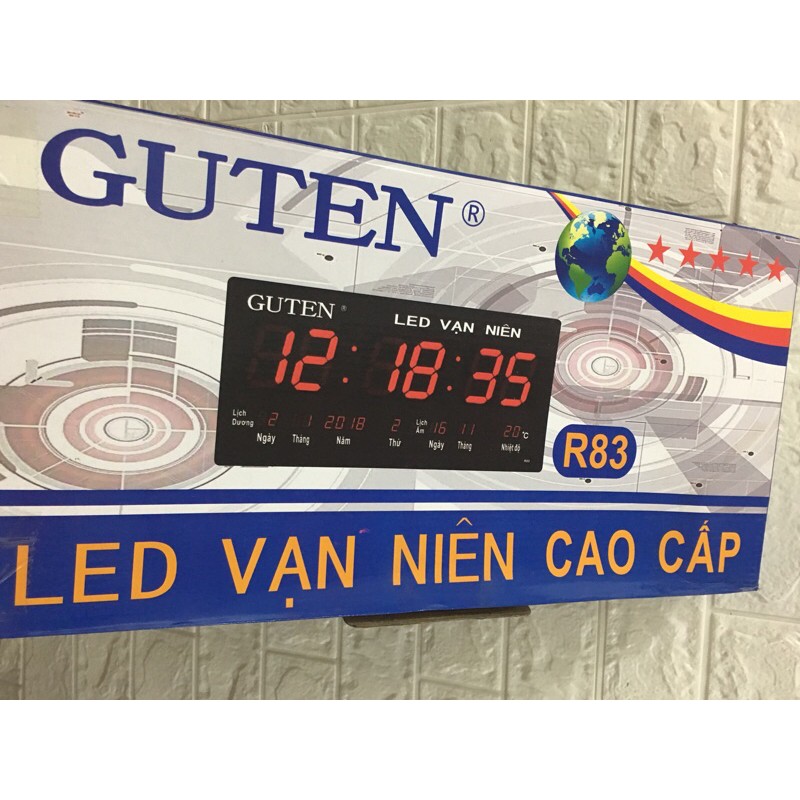 GUTEN®
GUTEN®
LED VẠN NIÊN
12:18:35
Lịch Dương 2 1 2018 2 Lịch Âm 16 11 20°C
Ngày Tháng Năm Thứ Ngày Tháng Nhiệt độ
R83
LED VẠN NIÊN CAO CẤP